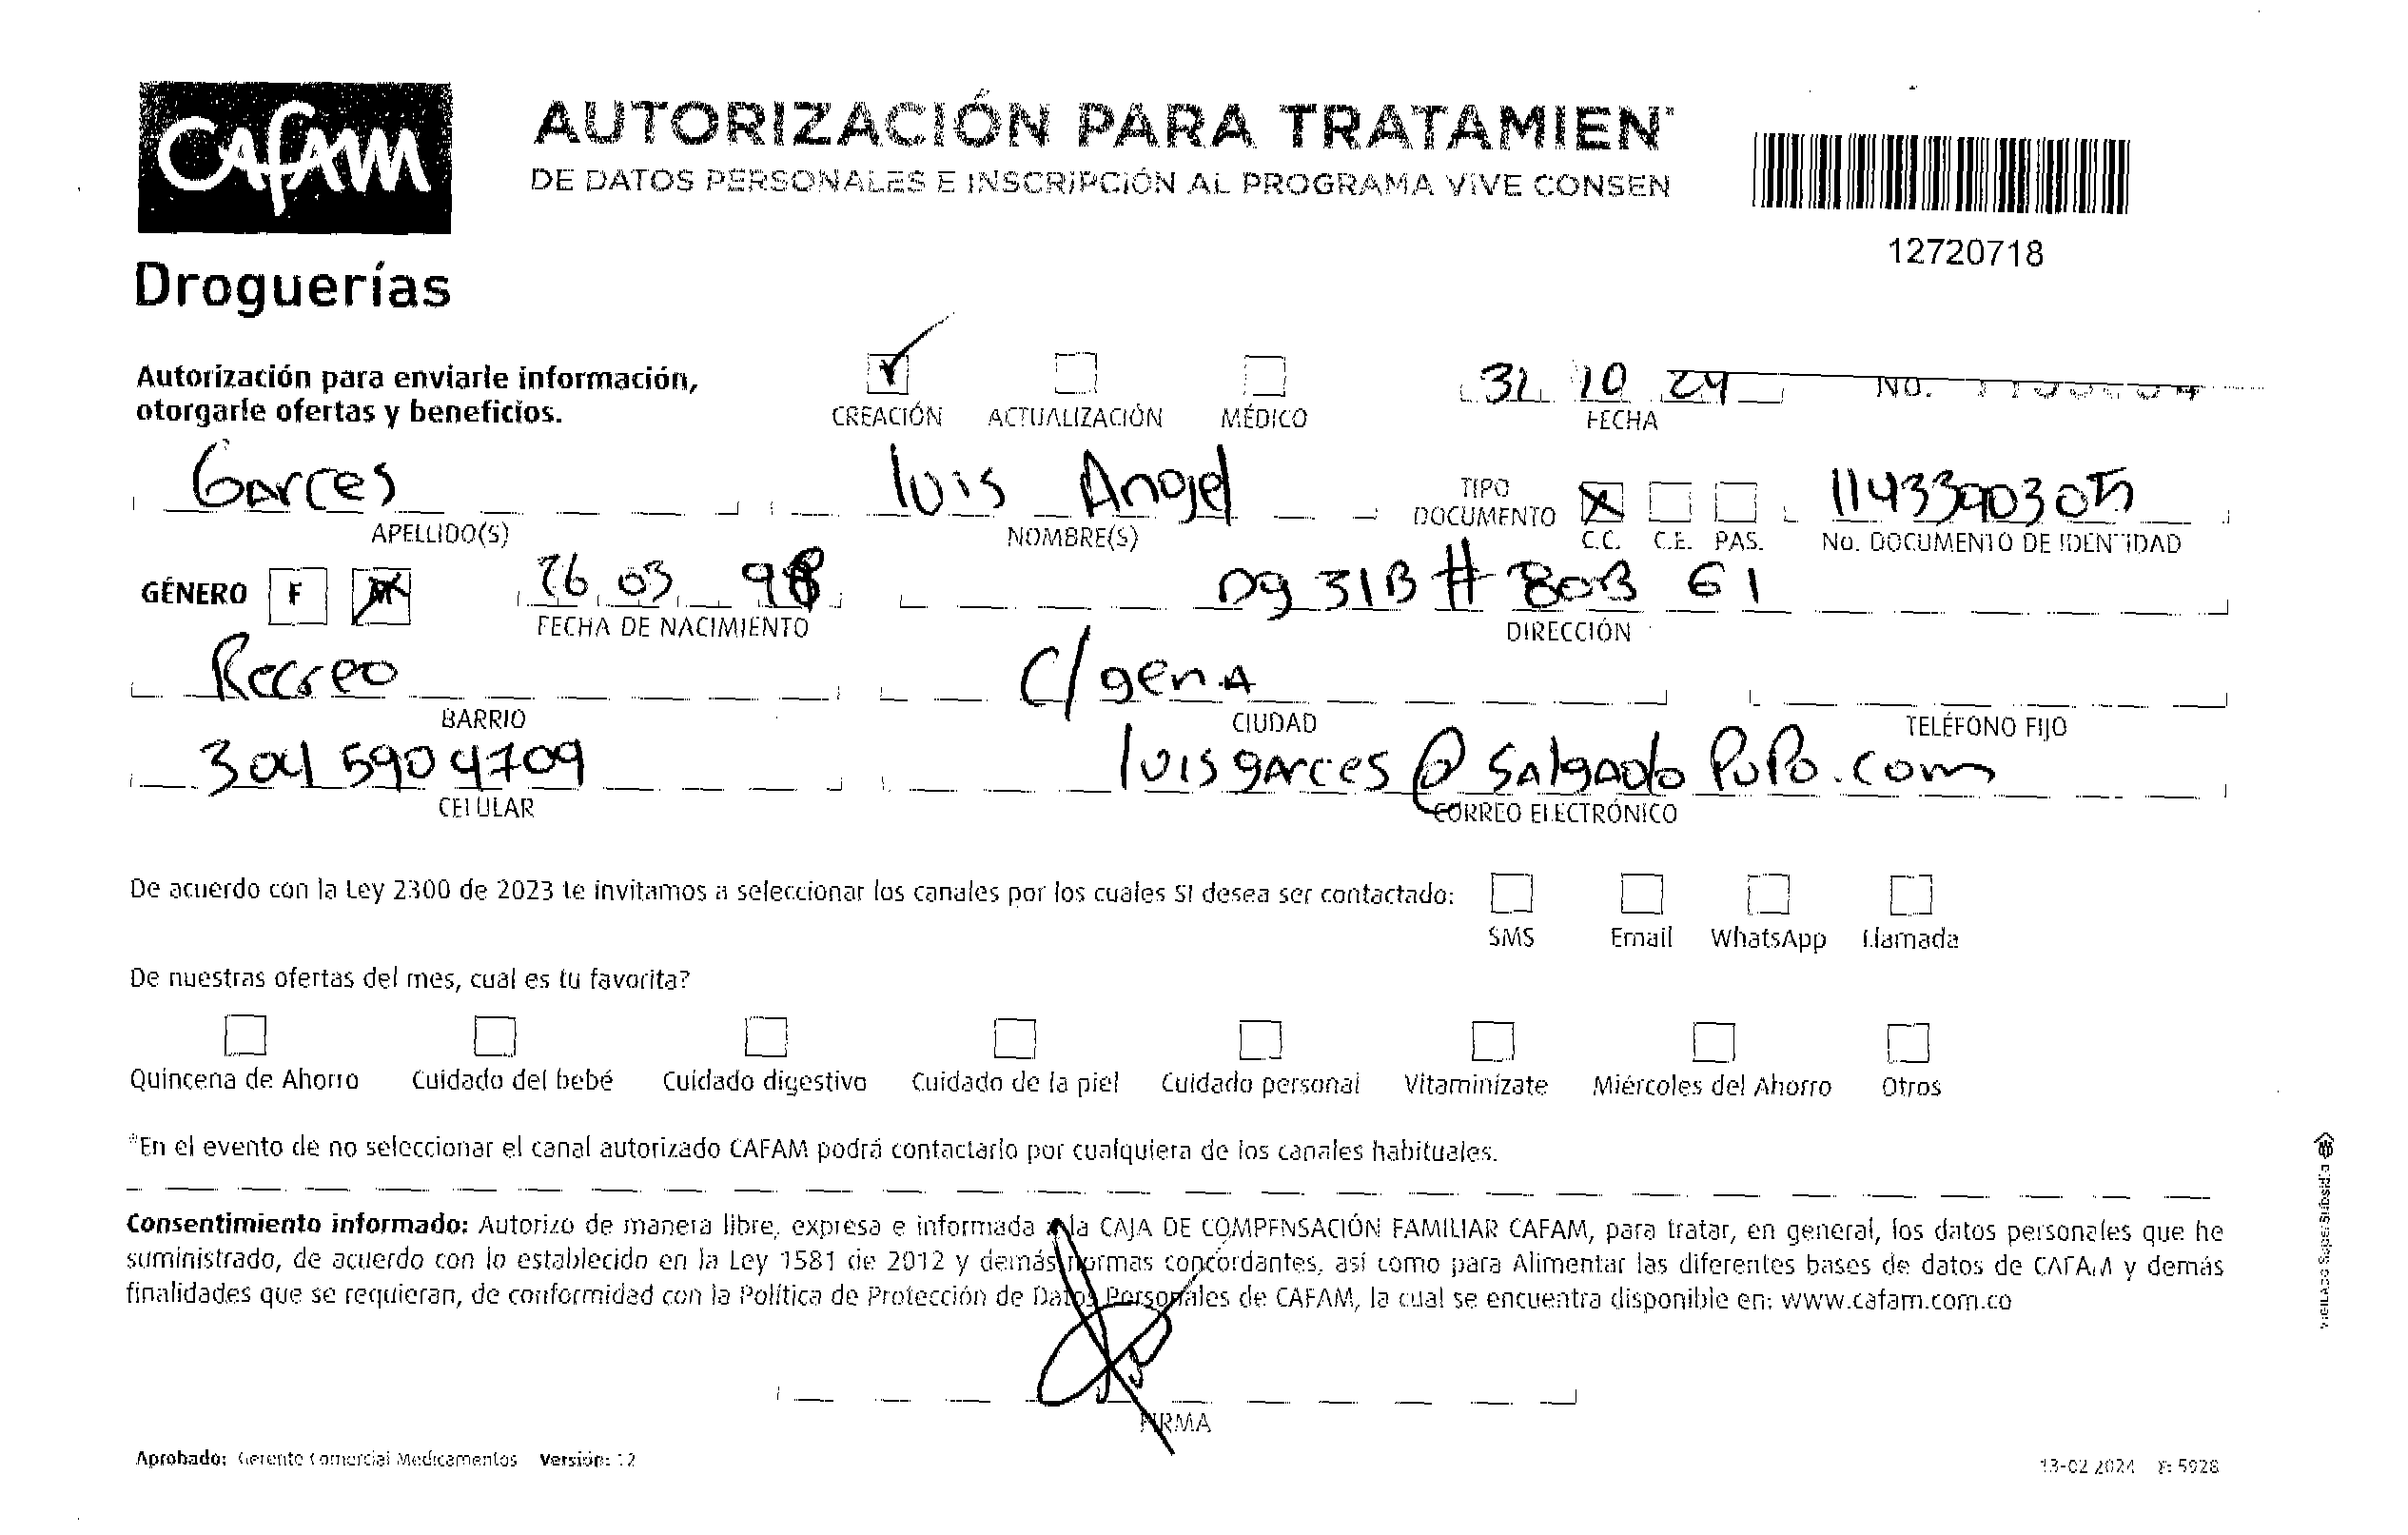 CAFAM
Droguerías
AUTORIZACIÓN PARA TRATAMIEN
DE DATOS PERSONALES E INSCRIPCIÓN AL PROGRAMA VIVE CONSEN
12720718
Autorización para enviarle información,
otorgarle ofertas y beneficios.
CREACIÓN ACTUALIZACIÓN MÉDICO
31 10 24 No.
FECHA
Garces luis Angel 1143390305
APELLIDO(S) NOMBRE(S) TIPO DOCUMENTO C.C. C.E. PAS. No. DOCUMENTO DE IDENTIDAD
GÉNERO F M 26 03 98 Dg 31B # 80B 61
FECHA DE NACIMIENTO DIRECCIÓN
Recreo C/genA
BARRIO CIUDAD TELÉFONO FIJO
304 590 4709 luisgarces@SalgadoPuPo.com
CELULAR CORREO ELECTRÓNICO
De acuerdo con la Ley 2300 de 2023 te invitamos a seleccionar los canales por los cuales SI desea ser contactado:
SMS Email WhatsApp Llamada
De nuestras ofertas del mes, cual es tu favorita?
Quincena de Ahorro Cuidado del bebé Cuidado digestivo Cuidado de la piel Cuidado personal Vitamínizate Miércoles del Ahorro Otros
*En el evento de no seleccionar el canal autorizado CAFAM podrá contactarlo por cualquiera de los canales habituales.
Consentimiento informado: Autorizo de manera libre, expresa e informada a la CAJA DE COMPENSACIÓN FAMILIAR CAFAM, para tratar, en general, los datos personales que he
suministrado, de acuerdo con lo establecido en la Ley 1581 de 2012 y demás normas concordantes, así como para Alimentar las diferentes bases de datos de CAFAM y demás
finalidades que se requieran, de conformidad con la Política de Protección de Datos Personales de CAFAM, la cual se encuentra disponible en: www.cafam.com.co
FIRMA
Aprobado: Gerente Comercial Medicamentos Versión: 12
13-02 2024 F: 5928
VIGILADO SuperSubsidio